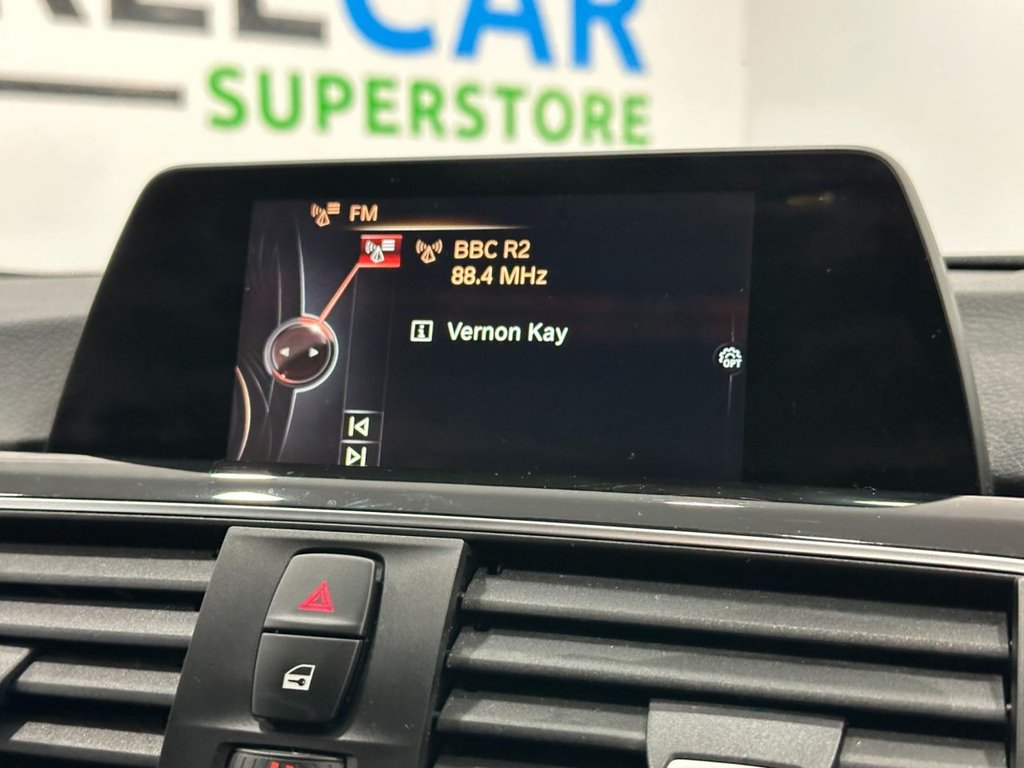 CAR
SUPERSTORE
FM
BBC R2
88.4 MHz
Vernon Kay
OPT